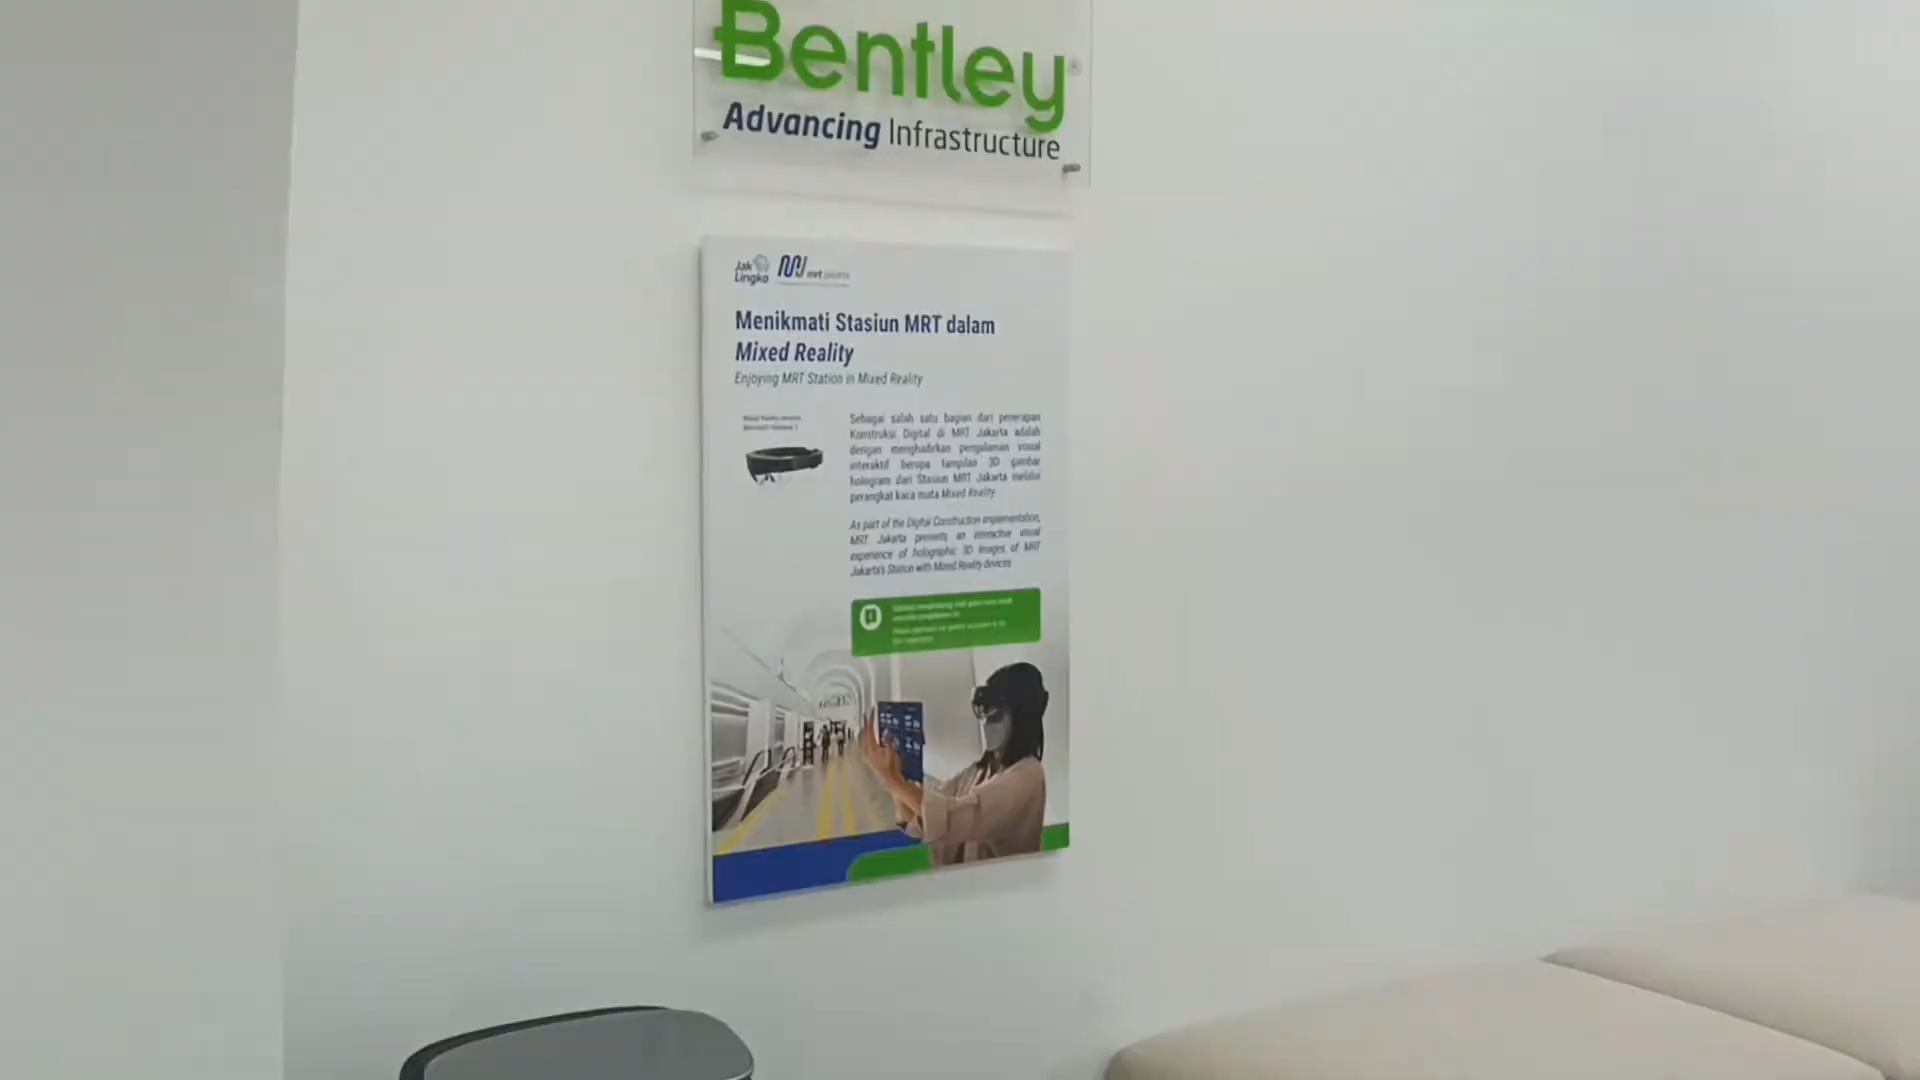 Bentley®
Advancing Infrastructure
Jak
Lingko
mrt jakarta
Menikmati Stasiun MRT dalam
Mixed Reality
Enjoying MRT Station in Mixed Reality
Sebagai salah satu bagian dari penerapan
Konstruksi Digital di MRT Jakarta adalah
dengan menghadirkan pengalaman visual
interaktif berupa tampilan 3D gambar
hologram dari Stasiun MRT Jakarta melalui
perangkat kaca mata Mixed Reality
As part of the Digital Construction implementation,
MRT Jakarta presents an interactive visual
experience of holographic 3D images of MRT
Jakarta's Station with Mixed Reality devices